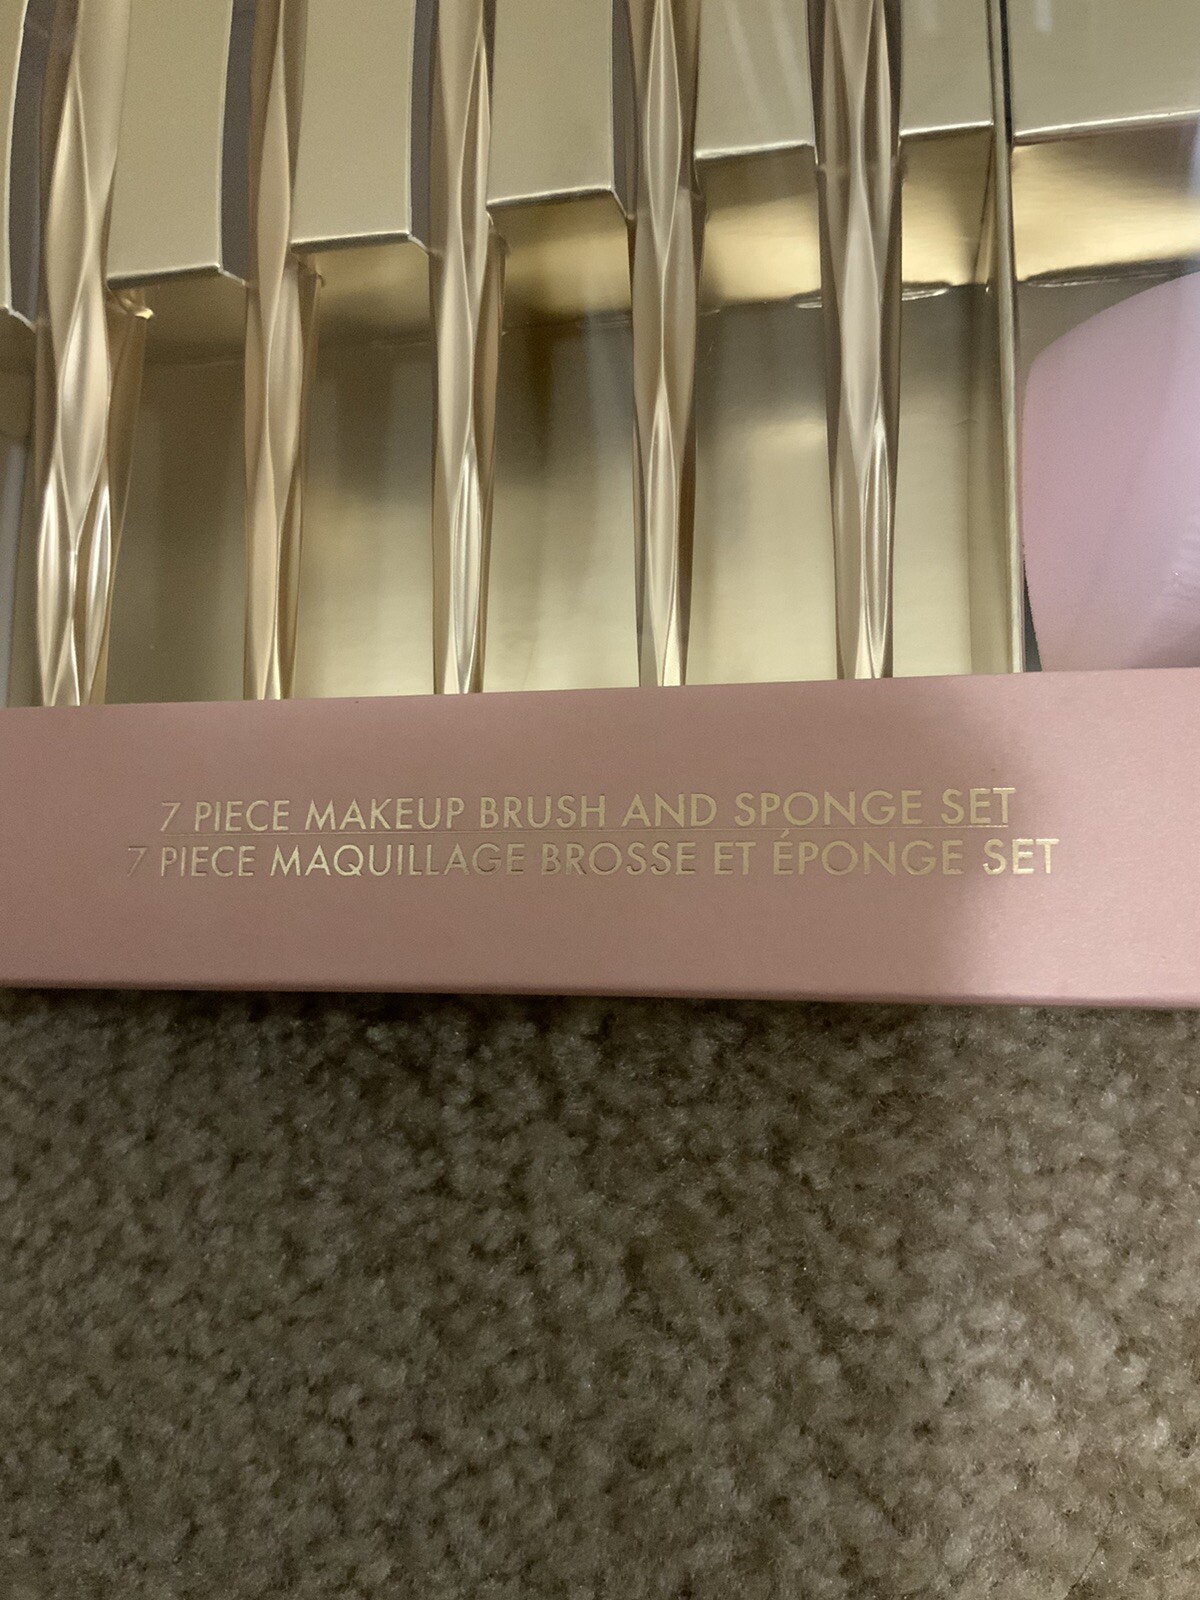 7 PIECE MAKEUP BRUSH AND SPONGE SET
7 PIECE MAQUILLAGE BROSSE ET ÉPONGE SET